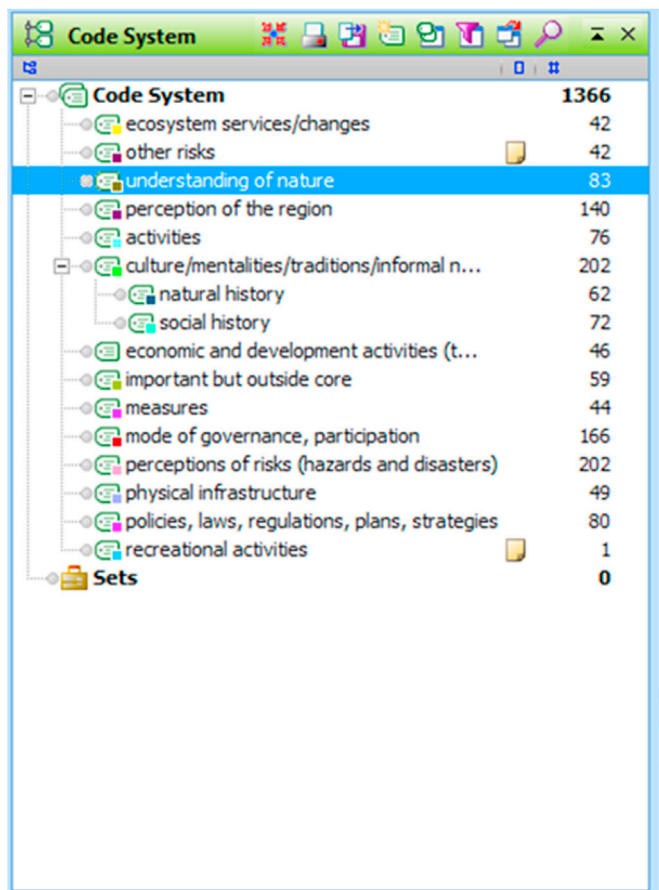 Code System
#
Code System 1366
ecosystem services/changes 42
other risks 42
understanding of nature 83
perception of the region 140
activities 76
culture/mentalities/traditions/informal n... 202
natural history 62
social history 72
economic and development activities (t... 46
important but outside core 59
measures 44
mode of governance, participation 166
perceptions of risks (hazards and disasters) 202
physical infrastructure 49
policies, laws, regulations, plans, strategies 80
recreational activities 1
Sets 0